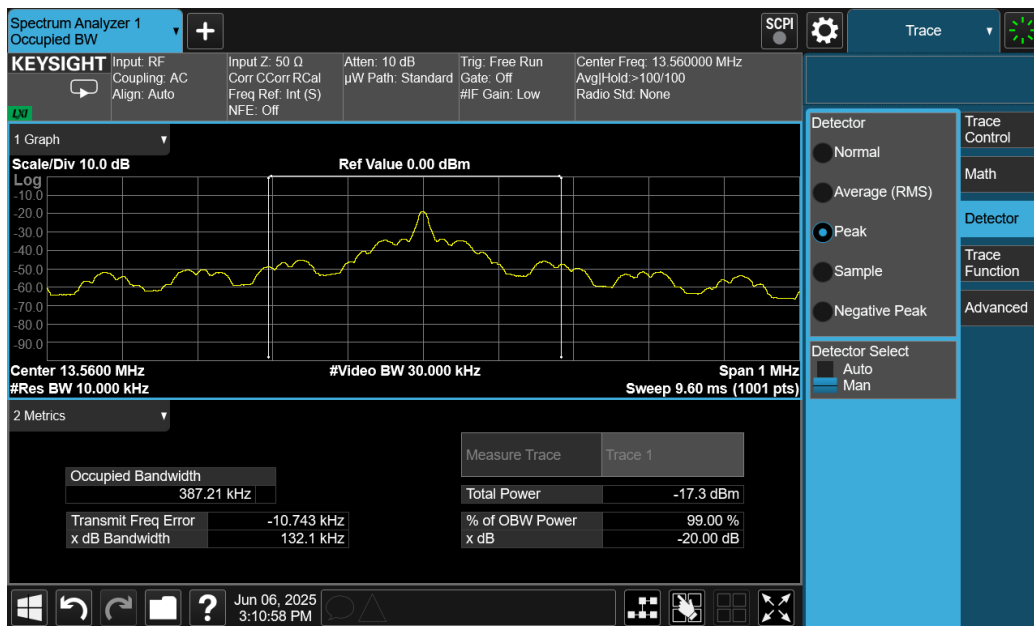 Spectrum Analyzer 1
Occupied BW
+
SCPI
Trace
KEYSIGHT
Input: RF
Coupling: AC
Align: Auto
Input Z: 50 Ω
Corr CCorr RCal
Freq Ref: Int (S)
NFE: Off
Atten: 10 dB
µW Path: Standard
Trig: Free Run
Gate: Off
#IF Gain: Low
Center Freq: 13.560000 MHz
Avg|Hold:>100/100
Radio Std: None
LXI
1 Graph
Scale/Div 10.0 dB
Ref Value 0.00 dBm
Log
-10.0
-20.0
-30.0
-40.0
-50.0
-60.0
-70.0
-80.0
-90.0
Center 13.5600 MHz
#Video BW 30.000 kHz
Span 1 MHz
#Res BW 10.000 kHz
Sweep 9.60 ms (1001 pts)
2 Metrics
Measure Trace
Trace 1
Occupied Bandwidth
387.21 kHz
Total Power
-17.3 dBm
Transmit Freq Error
-10.743 kHz
% of OBW Power
99.00 %
x dB Bandwidth
132.1 kHz
x dB
-20.00 dB
Detector
Normal
Average (RMS)
Peak
Sample
Negative Peak
Detector Select
Auto
Man
Trace
Control
Math
Detector
Trace
Function
Advanced
?
Jun 06, 2025
3:10:58 PM